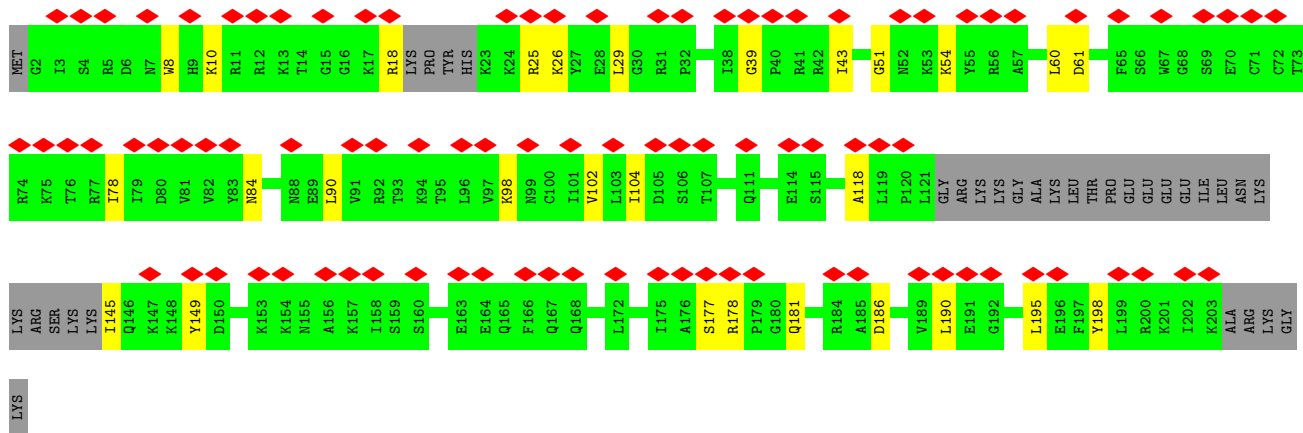 MET G2 I3 S4 R5 D6 N7 W8 H9 K10 R11 R12 K13 T14 G15 G16 K17 R18 LYS PRO TYR HIS K23 K24 R25 K26 Y27 E28 L29 G30 R31 P32 I38 G39 P40 R41 R42 I43 G51 N52 K53 K54 Y55 R56 A57 L60 D61 F65 S66 W67 G68 S69 E70 C71 C72 T73
R74 K75 T76 R77 I78 I79 D80 V81 V82 Y83 N84 N88 E89 L90 V91 R92 T93 K94 T95 L96 V97 K98 N99 C100 I101 V102 L103 I104 D105 S106 T107 Q111 E114 S115 A118 L119 P120 L121 GLY ARG LYS LYS GLY ALA LYS LEU THR PRO GLU GLU GLU GLU ILE LEU ASN LYS
LYS ARG SER LYS LYS I145 Q146 K147 K148 Y149 D150 K153 K154 N155 A156 K157 I158 S159 S160 E163 E164 Q165 F166 Q167 Q168 L172 I175 A176 S177 R178 P179 G180 Q181 R184 A185 D186 V189 L190 E191 G192 L195 E196 F197 Y198 L199 R200 K201 I202 K203 ALA ARG LYS GLY
LYS